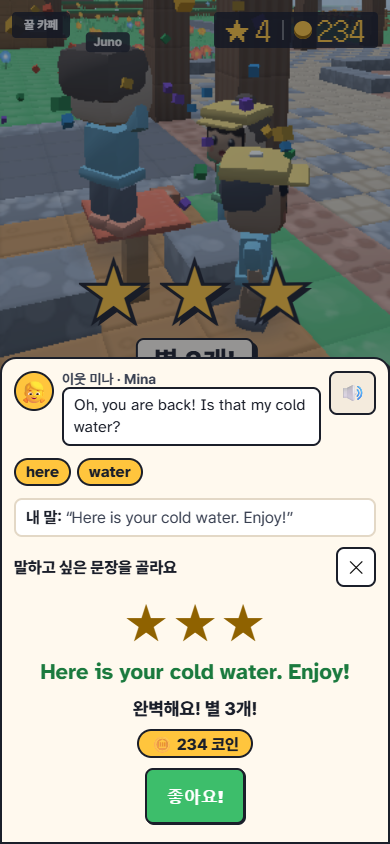 꿀 카페
4
234
Juno
별 3개!
이웃 미나 · Mina
Oh, you are back! Is that my cold
water?
here
water
내 말: “Here is your cold water. Enjoy!”
말하고 싶은 문장을 골라요
Here is your cold water. Enjoy!
완벽해요! 별 3개!
234 코인
좋아요!